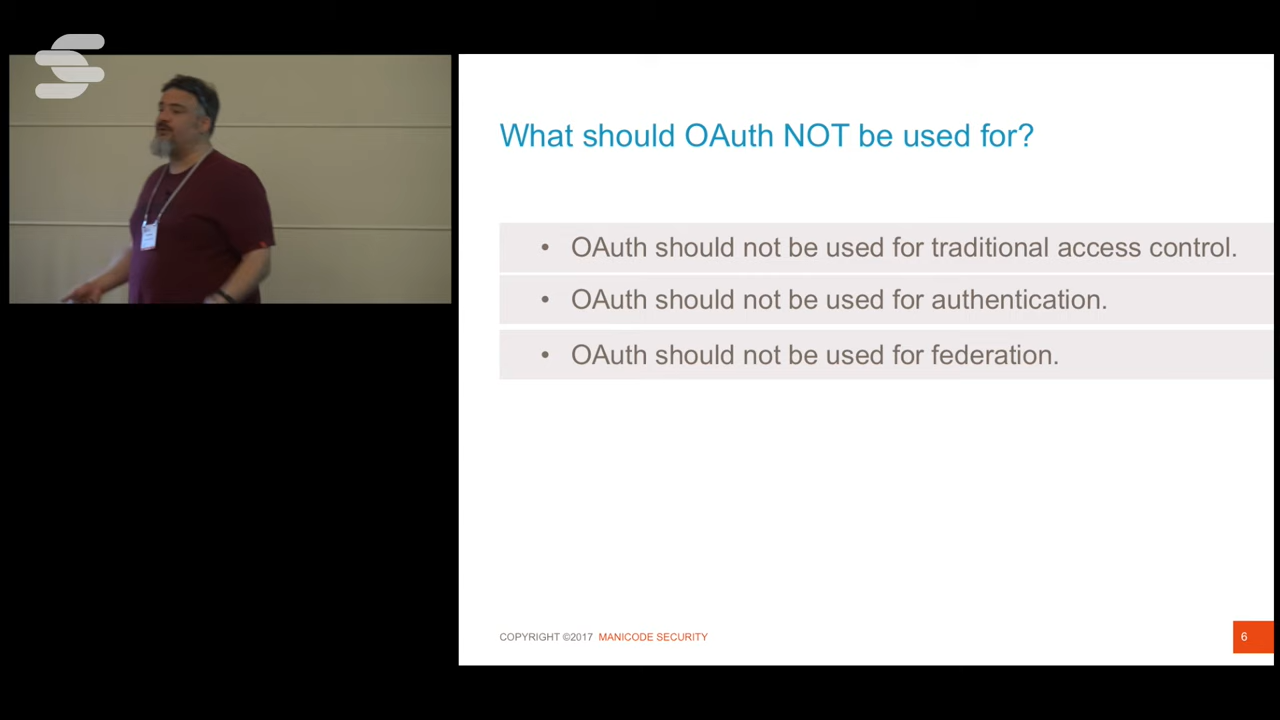 What should OAuth NOT be used for?
• OAuth should not be used for traditional access control.
• OAuth should not be used for authentication.
• OAuth should not be used for federation.
COPYRIGHT ©2017 MANICODE SECURITY
6